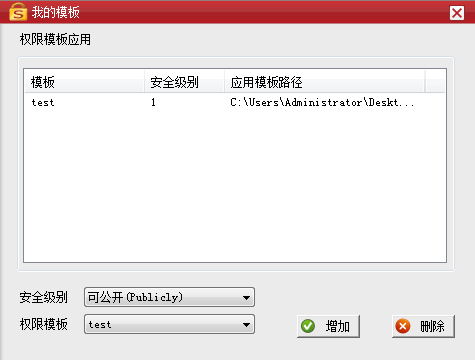 S 我的模板
权限模板应用
模板 安全级别 应用模板路径
test 1 C:\Users\Administrator\Deskt...
安全级别 可公开(Publicly)
权限模板 test 增加 删除